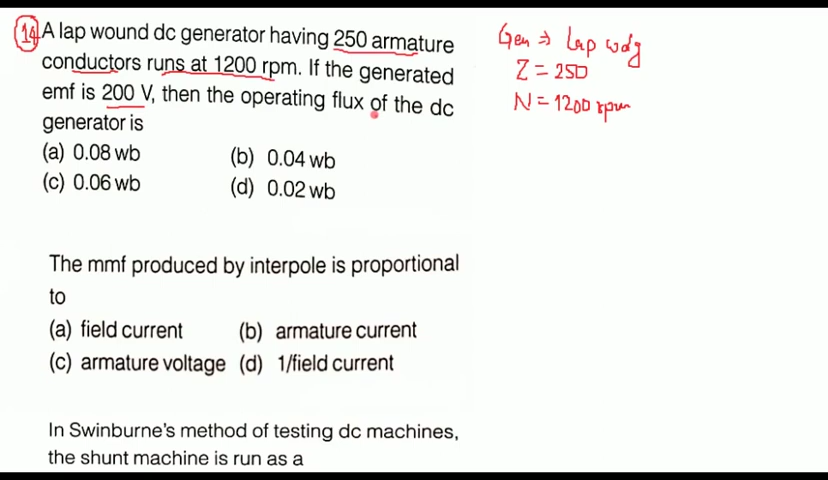 14 A lap wound dc generator having 250 armature
conductors runs at 1200 rpm. If the generated
emf is 200 V, then the operating flux of the dc
generator is
(a) 0.08 wb (b) 0.04 wb
(c) 0.06 wb (d) 0.02 wb
Gen ⇒ Lap wdg
Z = 250
N = 1200 rpm
The mmf produced by interpole is proportional
to
(a) field current (b) armature current
(c) armature voltage (d) 1/field current
In Swinburne's method of testing dc machines,
the shunt machine is run as a